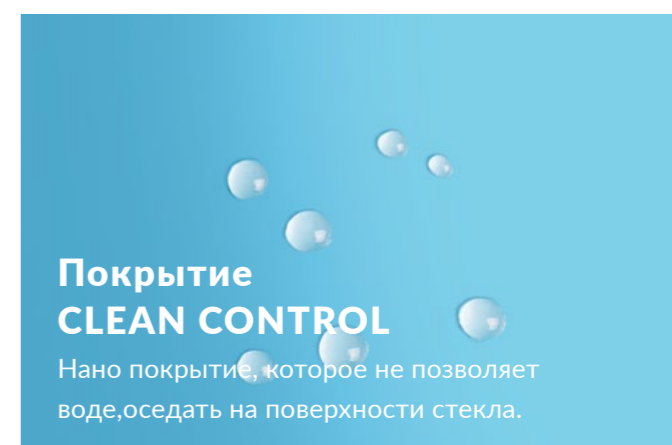 Покрытие
CLEAN CONTROL
Нано покрытие, которое не позволяет
воде,оседать на поверхности стекла.